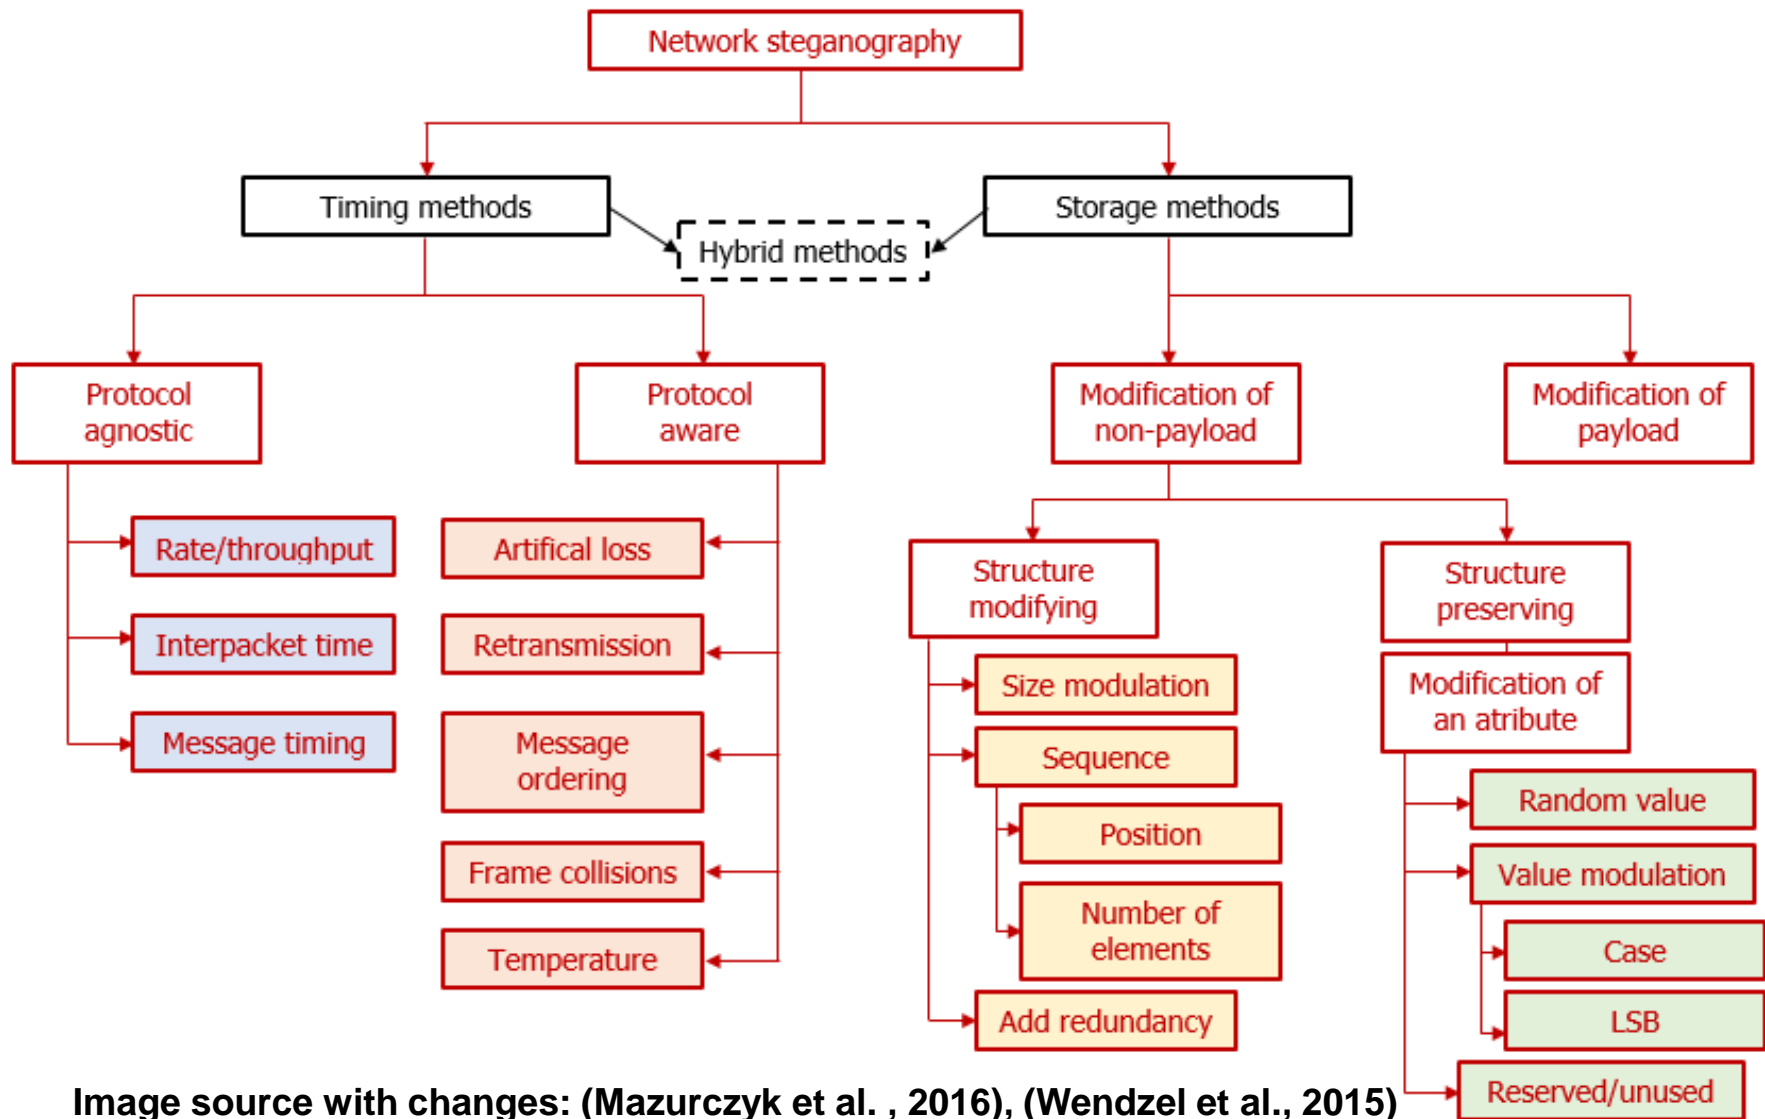 Network steganography
Timing methods
Storage methods
Hybrid methods
Protocol
agnostic
Protocol
aware
Modification of
non-payload
Modification of
payload
Rate/throughput
Interpacket time
Message timing
Artifical loss
Retransmission
Message
ordering
Frame collisions
Temperature
Structure
modifying
Size modulation
Sequence
Position
Number of
elements
Add redundancy
Structure
preserving
Modification of
an atribute
Random value
Value modulation
Case
LSB
Reserved/unused
Image source with changes: (Mazurczyk et al. , 2016), (Wendzel et al., 2015)